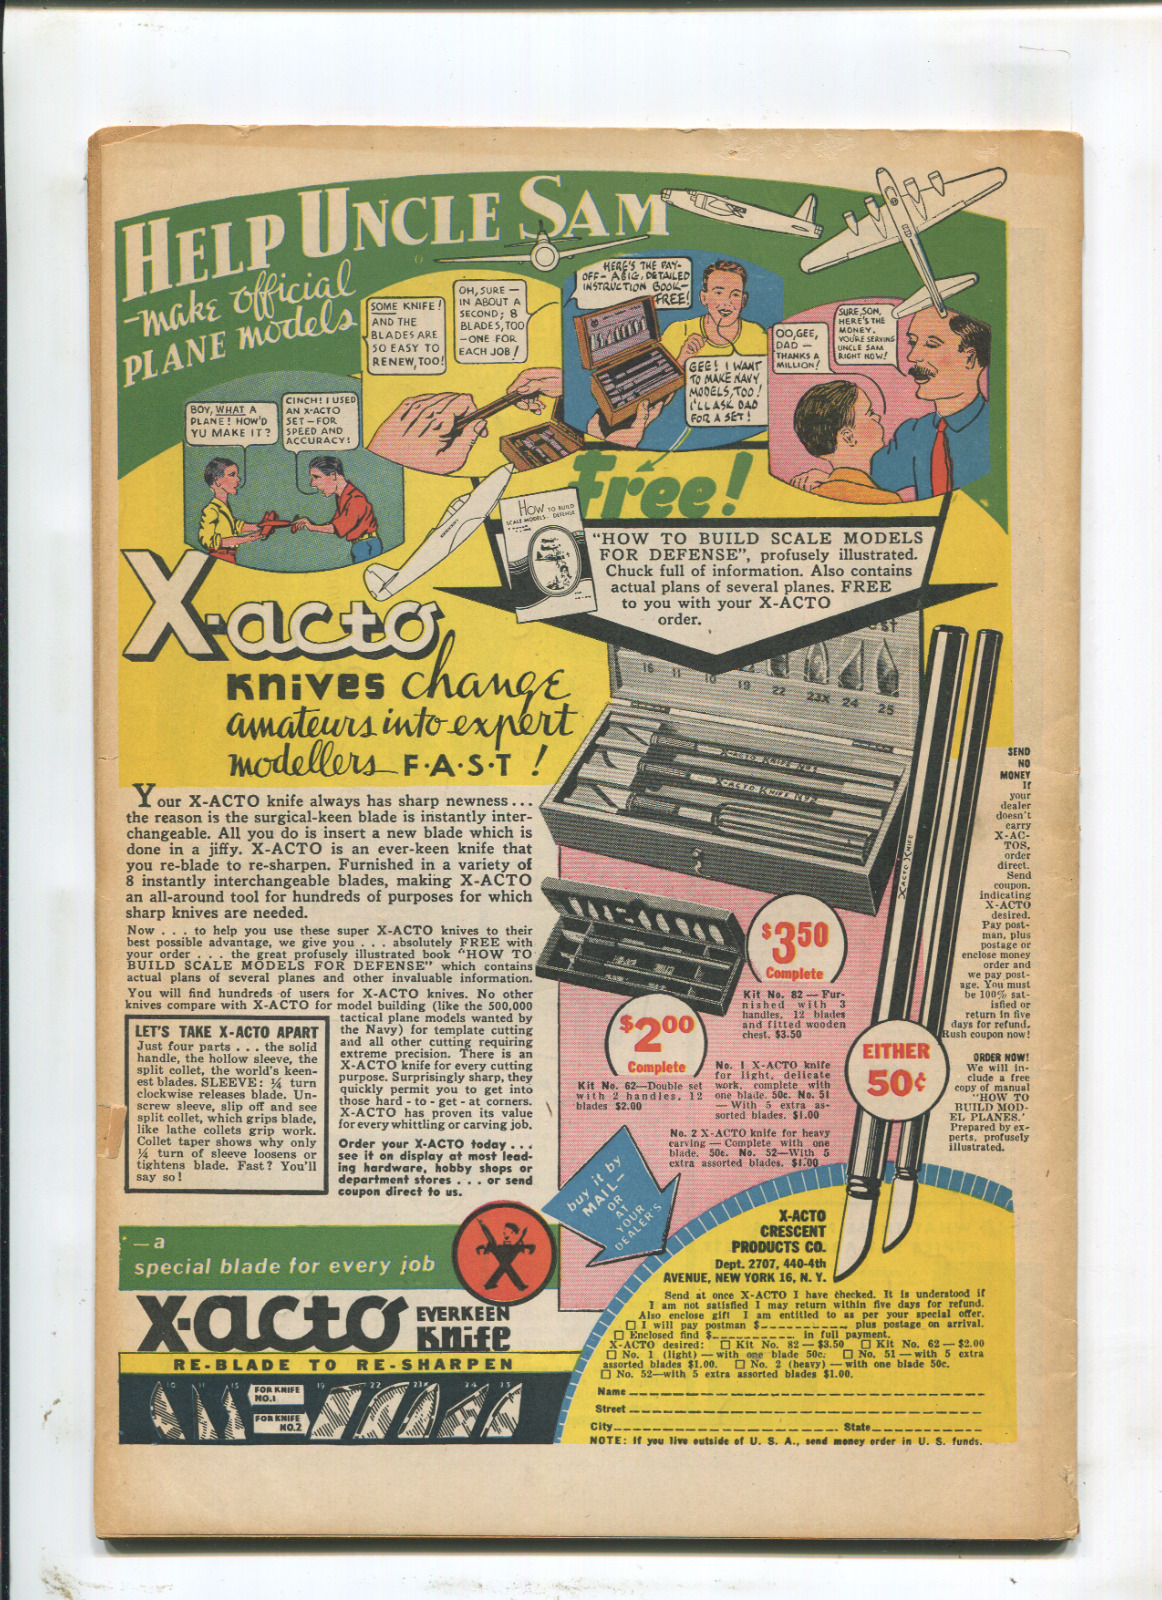 HELP UNCLE SAM
-make official
PLANE models
BOY, WHAT A
PLANE! HOW'D
YU MAKE IT?
CINCH! I USED
AN X-ACTO
SET-FOR
SPEED AND
ACCURACY!
SOME KNIFE!
AND THE
BLADES ARE
SO EASY TO
RENEW, TOO!
OH, SURE —
IN ABOUT A
SECOND; 8
BLADES, TOO
-ONE FOR
EACH JOB!
HERE'S THE PAY-
OFF- A BIG, DETAILED
INSTRUCTION BOOK-
FREE!
GEE! I WANT
TO MAKE NAVY
MODELS, TOO!
I'LL ASK DAD
FOR A SET!
OO, GEE,
DAD —
THANKS A
MILLION!
SURE, SON,
HERE'S THE
MONEY.
YOU'RE SERVING
UNCLE SAM
RIGHT NOW!
Free!
HOW TO BUILD
SCALE MODELS DEFENSE
"HOW TO BUILD SCALE MODELS
FOR DEFENSE", profusely illustrated.
Chuck full of information. Also contains
actual plans of several planes. FREE
to you with your X-ACTO
order.
X-acto
KNIVES change
amateurs into expert
modellers F·A·S·T !
16 11 10 19 22 23X 24 25
X-ACTO KNIFE No1
X-ACTO KNIFE No2
X-ACTO KNIFE
Your X-ACTO knife always has sharp newness...
the reason is the surgical-keen blade is instantly inter-
changeable. All you do is insert a new blade which is
done in a jiffy. X-ACTO is an ever-keen knife that
you re-blade to re-sharpen. Furnished in a variety of
8 instantly interchangeable blades, making X-ACTO
an all-around tool for hundreds of purposes for which
sharp knives are needed.
Now . . . to help you use these super X-ACTO knives to their
best possible advantage, we give you . . . absolutely FREE with
your order . . . the great profusely illustrated book "HOW TO
BUILD SCALE MODELS FOR DEFENSE" which contains
actual plans of several planes and other invaluable information.
You will find hundreds of users for X-ACTO knives. No other
knives compare with X-ACTO for model building (like the 500,000
tactical plane models wanted by
the Navy) for template cutting
and all other cutting requiring
extreme precision. There is an
X-ACTO knife for every cutting
purpose. Surprisingly sharp, they
quickly permit you to get into
those hard - to - get - at corners.
X-ACTO has proven its value
for every whittling or carving job.
Order your X-ACTO today . . .
see it on display at most lead-
ing hardware, hobby shops or
department stores . . . or send
coupon direct to us.
LET'S TAKE X-ACTO APART
Just four parts . . . the solid
handle, the hollow sleeve, the
split collet, the world's keen-
est blades. SLEEVE: ¼ turn
clockwise releases blade. Un-
screw sleeve, slip off and see
split collet, which grips blade,
like lathe collets grip work.
Collet taper shows why only
¼ turn of sleeve loosens or
tightens blade. Fast? You'll
say so!
$3.50
Complete
Kit No. 82 — Fur-
nished with 3
handles, 12 blades
and fitted wooden
chest. $3.50
$2.00
Complete
Kit No. 62—Double set
with 2 handles, 12
blades $2.00
No. 1 X-ACTO knife
for light, delicate
work, complete with
one blade. 50c. No. 51
— With 5 extra as-
sorted blades. $1.00
No. 2 X-ACTO knife for heavy
carving — Complete with one
blade. 50c. No. 52—With 5
extra assorted blades. $1.00
EITHER
50¢
SEND
NO
MONEY
If
your
dealer
doesn't
carry
X-AC-
TOS,
order
direct.
Send
coupon.
indicating
X-ACTO
desired.
Pay post-
man, plus
postage or
enclose money
order and
we pay post-
age. You must
be 100% sat-
isfied or
return in five
days for refund.
Rush coupon now!
ORDER NOW!
We will in-
clude a free
copy of manual
"HOW TO
BUILD MOD-
EL PLANES.'
Prepared by ex-
perts, profusely
illustrated.
buy it by
MAIL-
OR
AT
YOUR
DEALER'S
—a
special blade for every job
X-acto EVERKEEN
Knife
RE-BLADE TO RE-SHARPEN
10 11 15
FOR KNIFE
NO.1
FOR KNIFE
NO.2
19 22 23X 24 25
X-ACTO
CRESCENT
PRODUCTS CO.
Dept. 2707, 440-4th
AVENUE, NEW YORK 16, N. Y.
Send at once X-ACTO I have checked. It is understood if
I am not satisfied I may return within five days for refund.
Also enclose gift I am entitled to as per your special offer.
☐ I will pay postman $__________, plus postage on arrival.
☐ Enclosed find $__________ in full payment.
X-ACTO desired: ☐ Kit No. 82 — $3.50 ☐ Kit No. 62 — $2.00
☐ No. 1 (light) — with one blade 50c. ☐ No. 51 — with 5 extra
assorted blades $1.00. ☐ No. 2 (heavy) — with one blade 50c.
☐ No. 52—with 5 extra assorted blades $1.00.
Name
Street
City State
NOTE: If you live outside of U. S. A., send money order in U. S. funds.